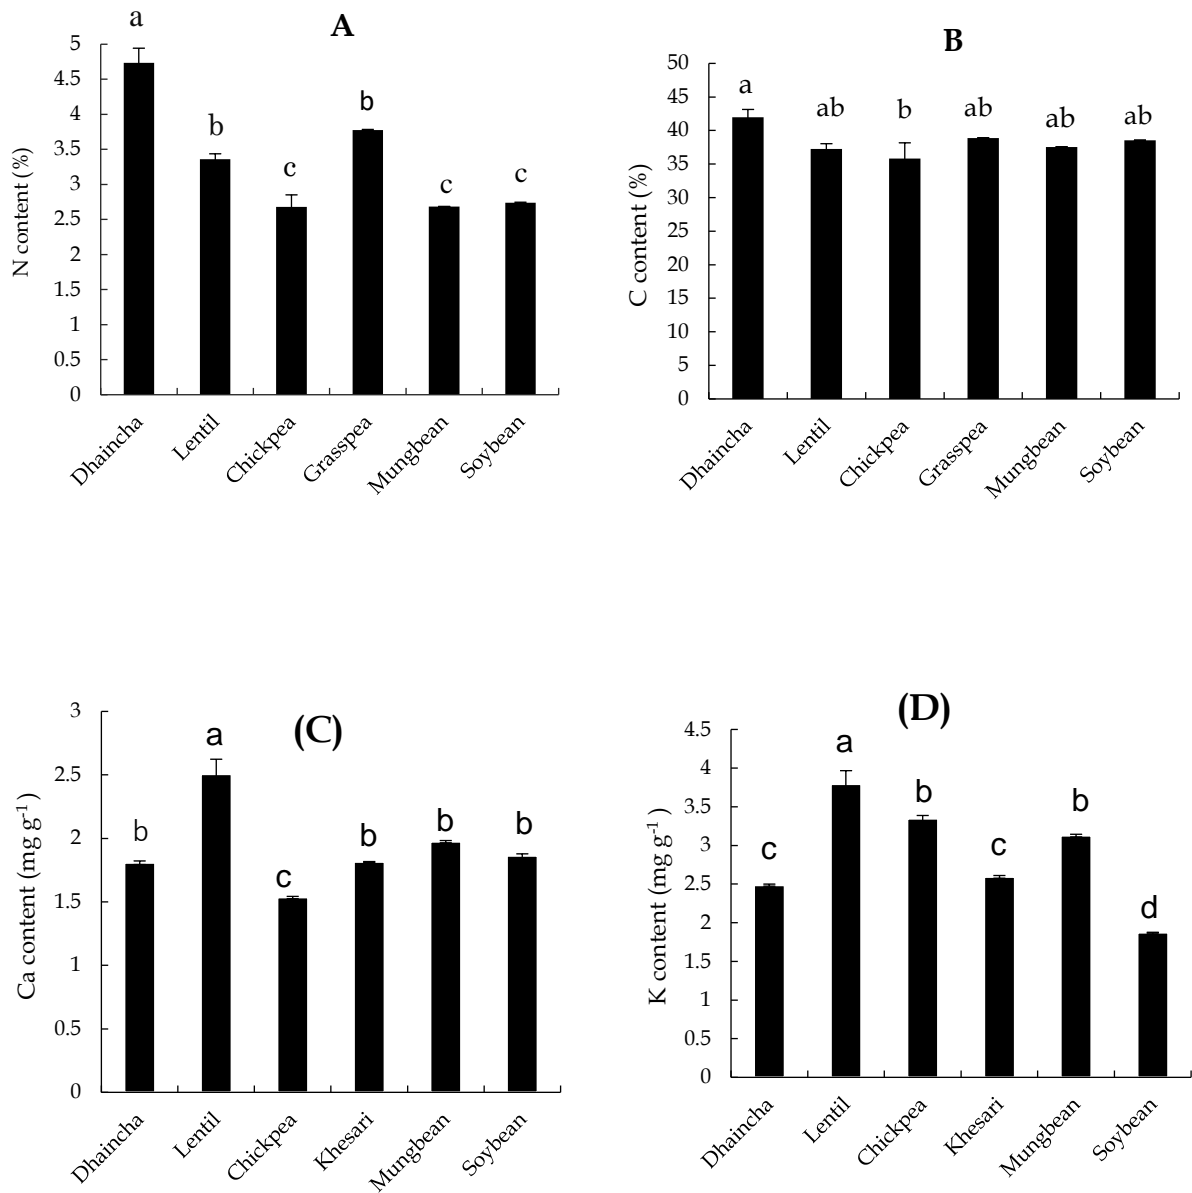 A
N content (%)
5
4.5
4
3.5
3
2.5
2
1.5
1
0.5
0
a
b
c
b
c
c
Dhaincha
Lentil
Chickpea
Grasspea
Mungbean
Soybean
B
C content (%)
50
45
40
35
30
25
20
15
10
5
0
a
ab
b
ab
ab
ab
Dhaincha
Lentil
Chickpea
Grasspea
Mungbean
Soybean
(C)
Ca content (mg g-1 )
3
2.5
2
1.5
1
0.5
0
b
a
c
b
b
b
Dhaincha
Lentil
Chickpea
Khesari
Mungbean
Soybean
(D)
K content (mg g-1 )
4.5
4
3.5
3
2.5
2
1.5
1
0.5
0
c
a
b
c
b
d
Dhaincha
Lentil
Chickpea
Khesari
Mungbean
Soybean